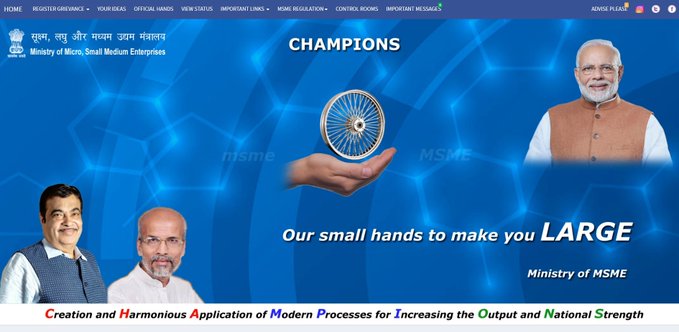 HOME REGISTER GRIEVANCE YOUR IDEAS OFFICIAL HANDS VIEW STATUS IMPORTANT LINKS MSME REGULATION CONTROL ROOMS IMPORTANT MESSAGES ADVISE PLEASE
सूक्ष्म, लघु और मध्यम उद्यम मंत्रालय
Ministry of Micro, Small Medium Enterprises
CHAMPIONS
msme MSME
Our small hands to make you LARGE
Ministry of MSME
Creation and Harmonious Application of Modern Processes for Increasing the Output and National Strength